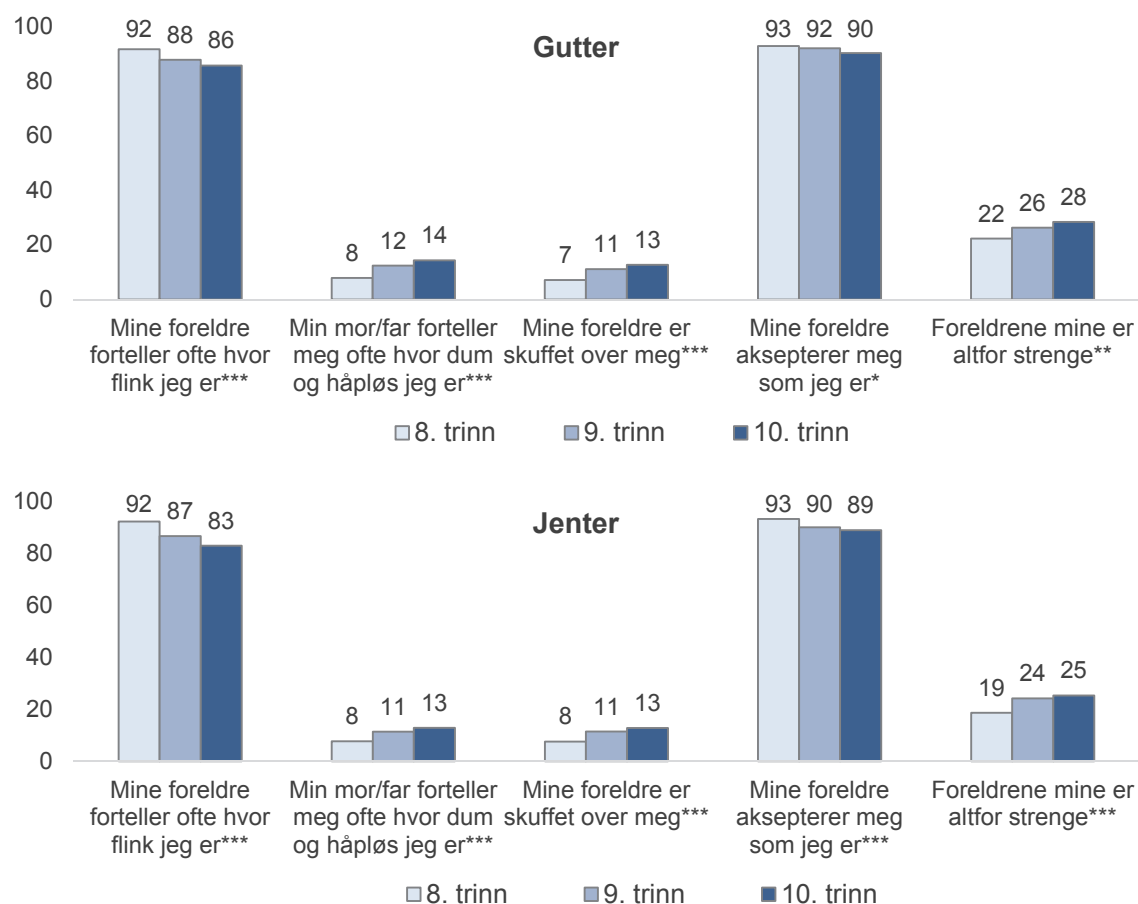 100
80
60
40
20
0
Gutter
92 88 86
8 12 14
7 11 13
93 92 90
22 26 28
Mine foreldre
forteller ofte hvor
flink jeg er***
Min mor/far forteller
meg ofte hvor dum
og håpløs jeg er***
Mine foreldre er
skuffet over meg***
Mine foreldre
aksepterer meg
som jeg er*
Foreldrene mine er
altfor strenge**
8. trinn 9. trinn 10. trinn
100
80
60
40
20
0
Jenter
92 87 83
8 11 13
8 11 13
93 90 89
19 24 25
Mine foreldre
forteller ofte hvor
flink jeg er***
Min mor/far forteller
meg ofte hvor dum
og håpløs jeg er***
Mine foreldre er
skuffet over meg***
Mine foreldre
aksepterer meg
som jeg er***
Foreldrene mine er
altfor strenge***
8. trinn 9. trinn 10. trinn